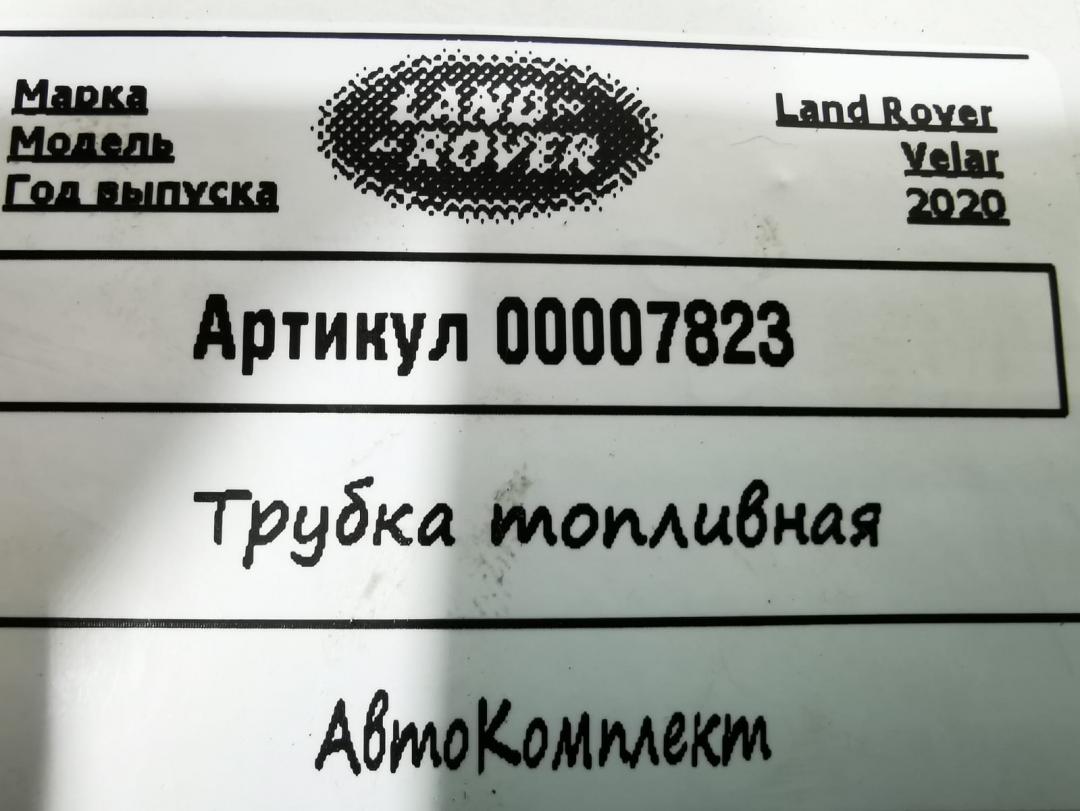 Марка
Модель
Год выпуска
LAND-
-ROVER
Land Rover
Velar
2020
Артикул 00007823
Трубка топливная
АвтоКомплект